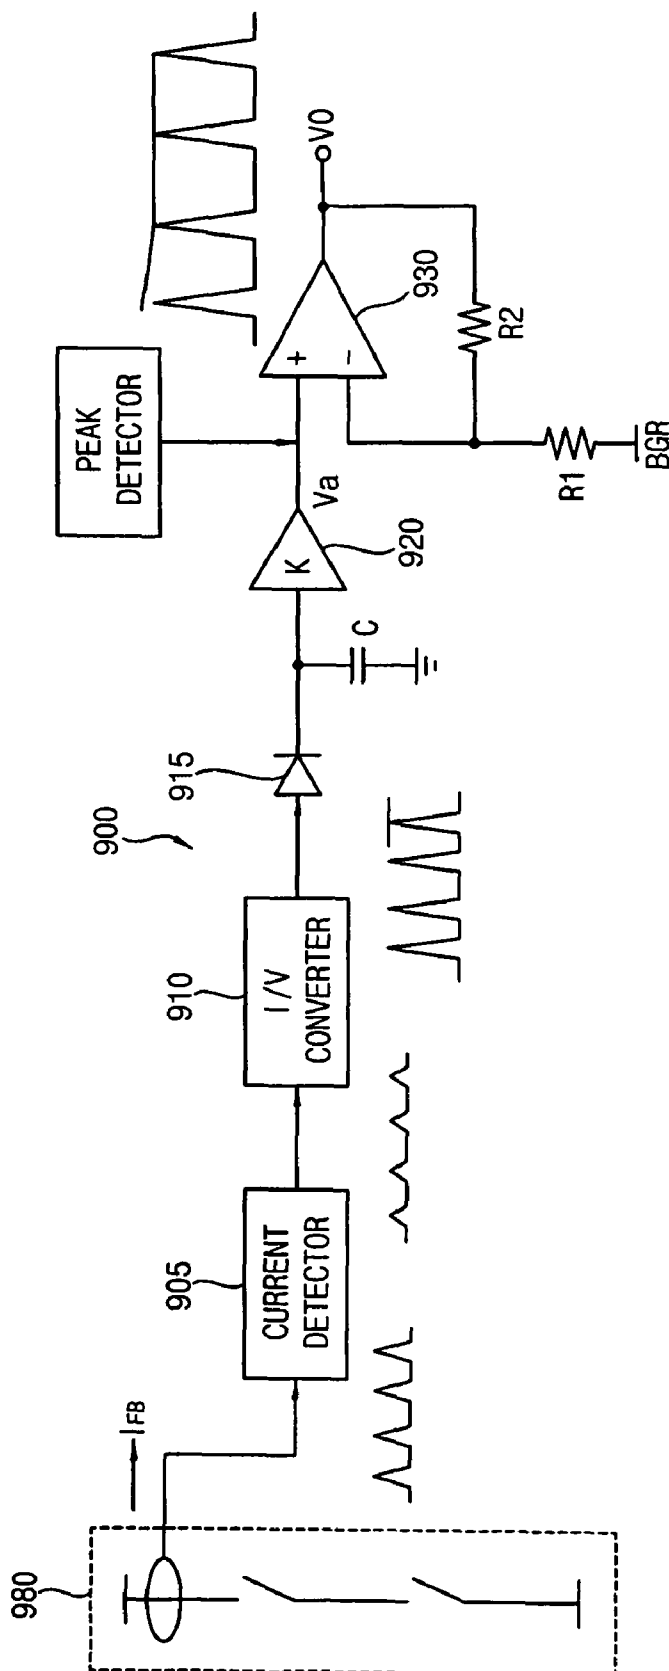 980
IFB
905
CURRENT
DETECTOR
910
I/V
CONVERTER
900
915
C
K
920
Va
PEAK
DETECTOR
+
−
930
VO
R2
R1
BGR